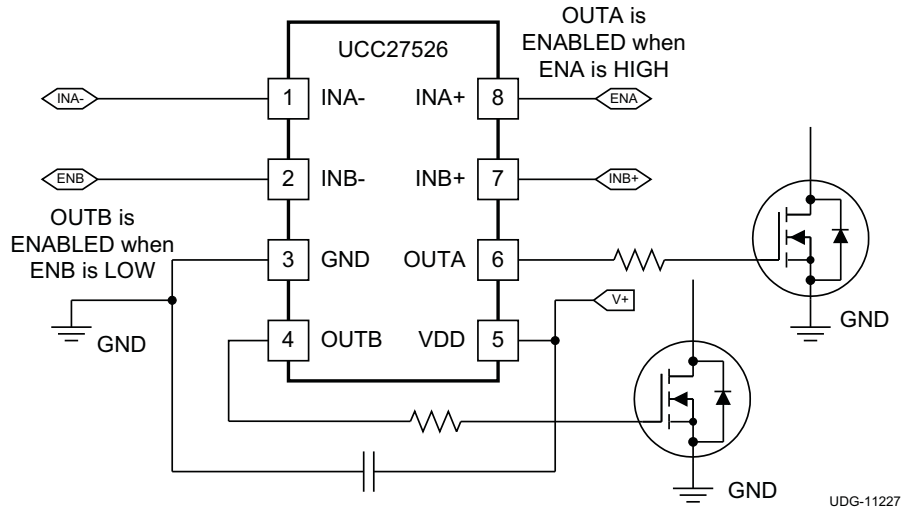 OUTA is
ENABLED when
ENA is HIGH
UCC27526
INA-
1
INA-
INA+
8
ENA
ENB
2
INB-
INB+
7
INB+
OUTB is
ENABLED when
ENB is LOW
3
GND
OUTA
6
V+
GND
GND
4
OUTB
VDD
5
GND
UDG-11227